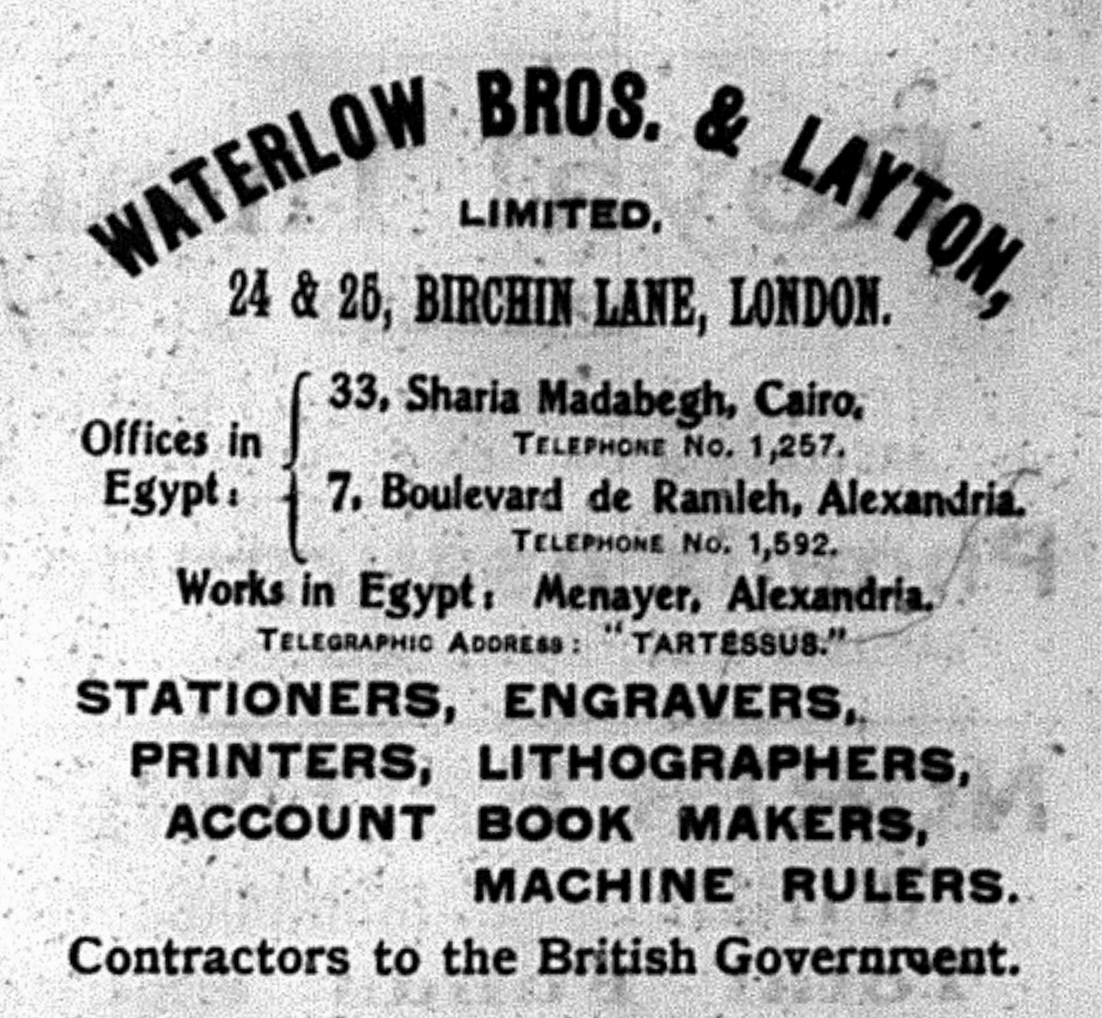 WATERLOW BROS. & LAYTON,
LIMITED,
24 & 25, BIRCHIN LANE, LONDON.
Offices in Egypt:
33, Sharia Madabegh, Cairo.
TELEPHONE NO. 1,257.
7, Boulevard de Ramleh, Alexandria.
TELEPHONE NO. 1,592.
Works in Egypt: Menayer, Alexandria.
TELEGRAPHIC ADDRESS: "TARTESSUS."
STATIONERS, ENGRAVERS,
PRINTERS, LITHOGRAPHERS,
ACCOUNT BOOK MAKERS,
MACHINE RULERS.
Contractors to the British Government.